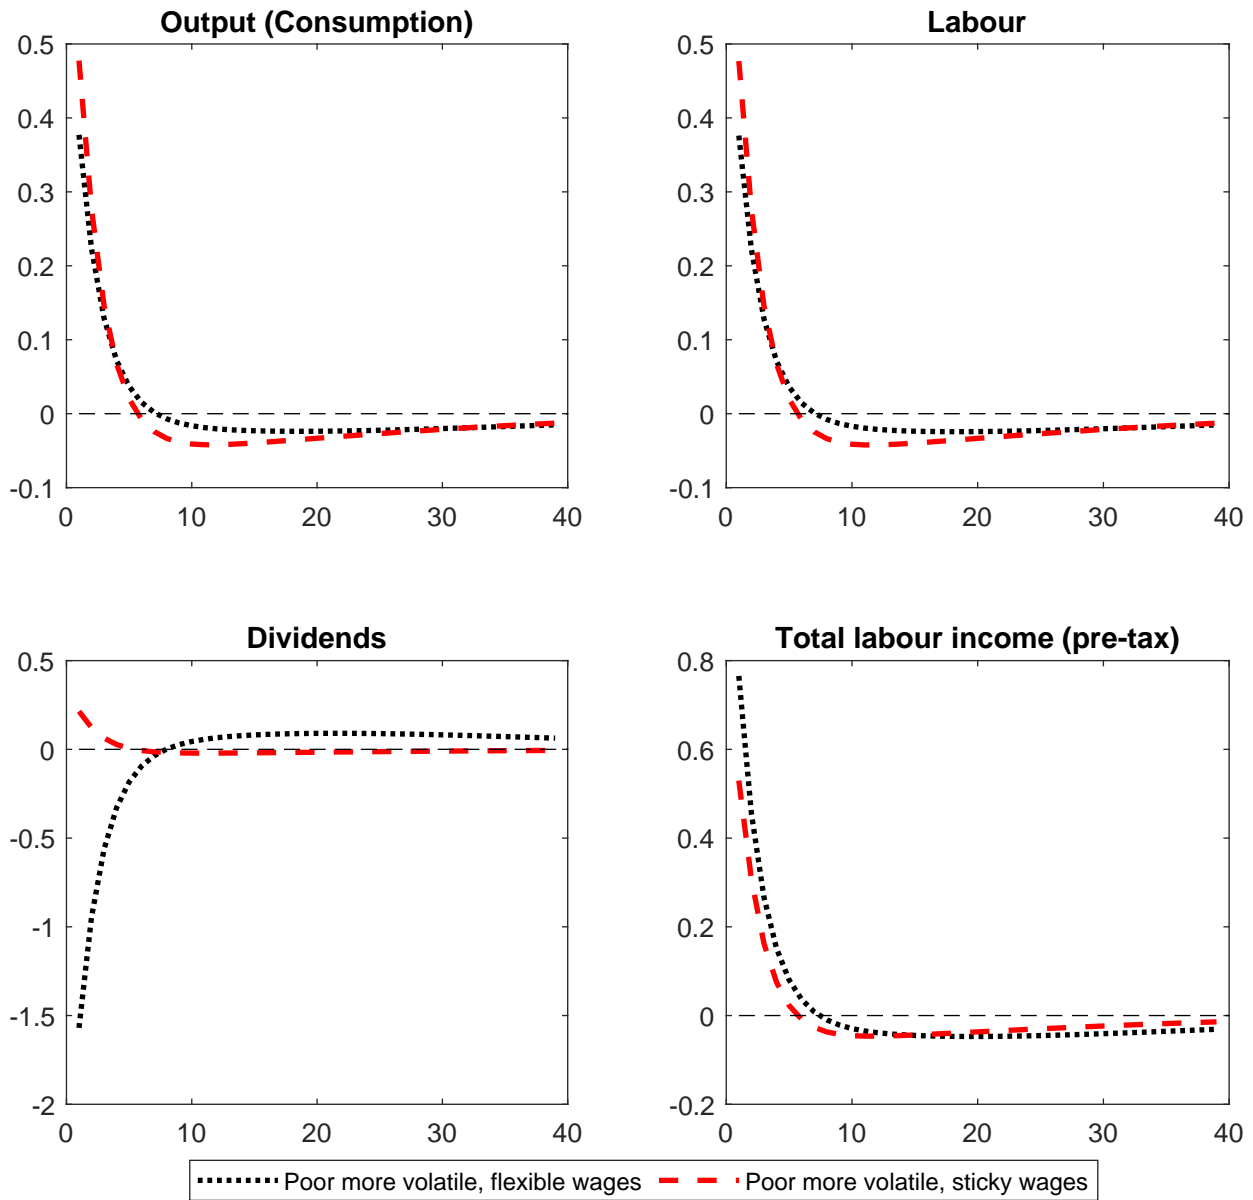 Output (Consumption)
0.5
0.4
0.3
0.2
0.1
0
-0.1
0 10 20 30 40
Labour
0.5
0.4
0.3
0.2
0.1
0
-0.1
0 10 20 30 40
Dividends
0.5
0
-0.5
-1
-1.5
-2
0 10 20 30 40
Total labour income (pre-tax)
0.8
0.6
0.4
0.2
0
-0.2
0 10 20 30 40
Poor more volatile, flexible wages Poor more volatile, sticky wages